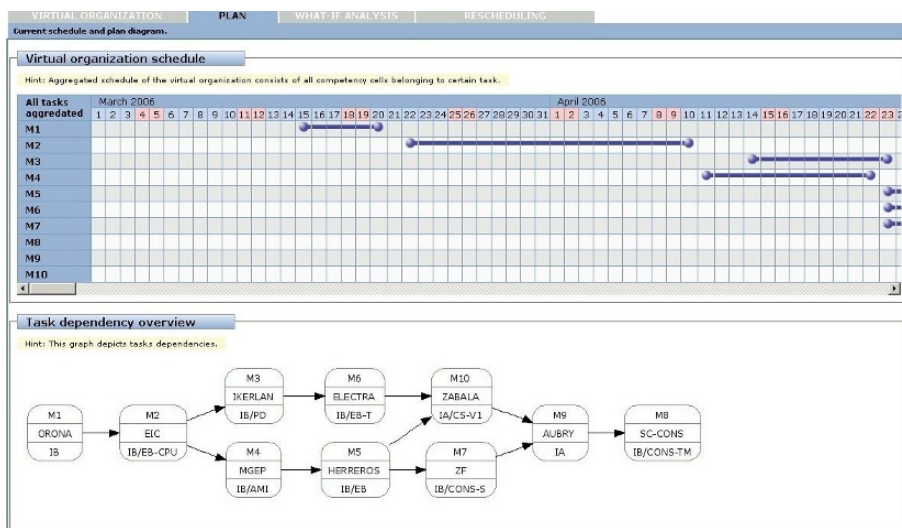 VIRTUAL ORGANIZATION PLAN WHAT-IF ANALYSIS RESCHEDULING
Current schedule and plan diagram.
Virtual organization schedule
Hint: Aggregated schedule of the virtual organization consists of all competency cells belonging to certain task.
All tasks March 2006 April 2006
aggredated 1 2 3 4 5 6 7 8 9 10 11 12 13 14 15 16 17 18 19 20 21 22 23 24 25 26 27 28 29 30 31 1 2 3 4 5 6 7 8 9 10 11 12 13 14 15 16 17 18 19 20 21 22 23
M1
M2
M3
M4
M5
M6
M7
M8
M9
M10
Task dependency overview
Hint: This graph depicts tasks dependencies.
M3 M6 M10
IKERLAN ELECTRA ZABALA
IB/PD IB/EB-T IA/CS-V1
M1 M2 M9 M8
ORONA EIC AUBRY SC-CONS
IB IB/EB-CPU IA IB/CONS-TM
M4 M5 M7
MGEP HERREROS ZF
IB/AMI IB/EB IB/CONS-S